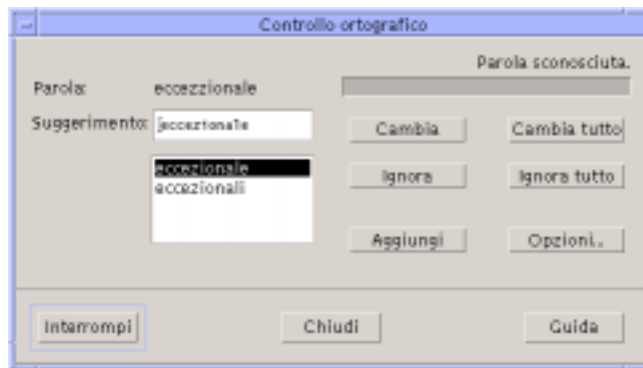 Controllo ortografico
Parola sconosciuta.
Parola: eccezzionale
Suggerimento: eccezionale
Cambia Cambia tutto
eccezionale
eccezionali
Ignora Ignora tutto
Aggiungi Opzioni..
Interrompi Chiudi Guida